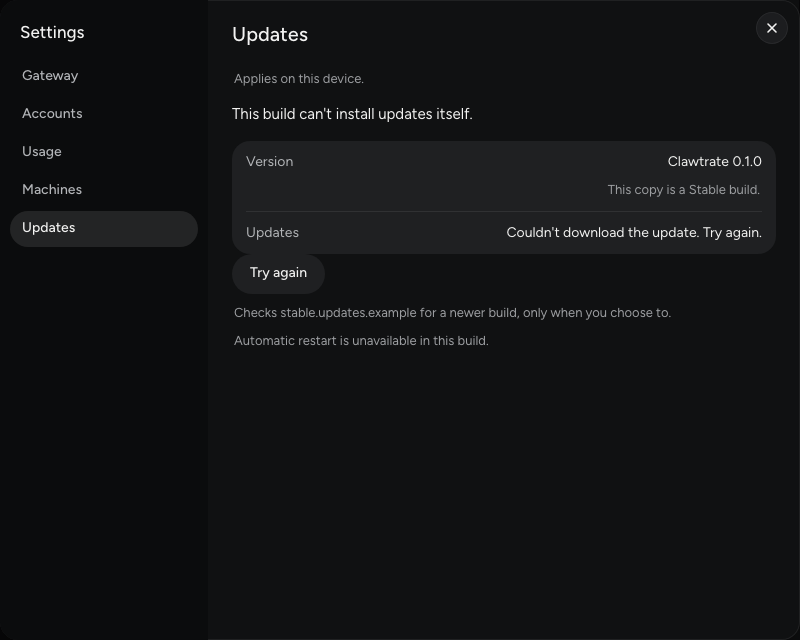 Settings
Gateway
Accounts
Usage
Machines
Updates
Updates
Applies on this device.
This build can't install updates itself.
Version
Clawtrate 0.1.0
This copy is a Stable build.
Updates
Couldn't download the update. Try again.
Try again
Checks stable.updates.example for a newer build, only when you choose to.
Automatic restart is unavailable in this build.